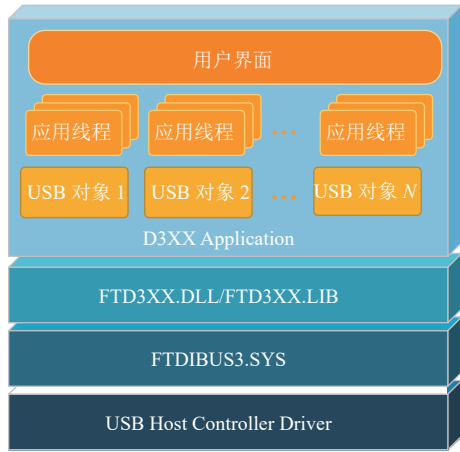 用户界面
应用线程 应用线程 … 应用线程
USB 对象 1 USB 对象 2 … USB 对象 N
D3XX Application
FTD3XX.DLL/FTD3XX.LIB
FTDIBUS3.SYS
USB Host Controller Driver